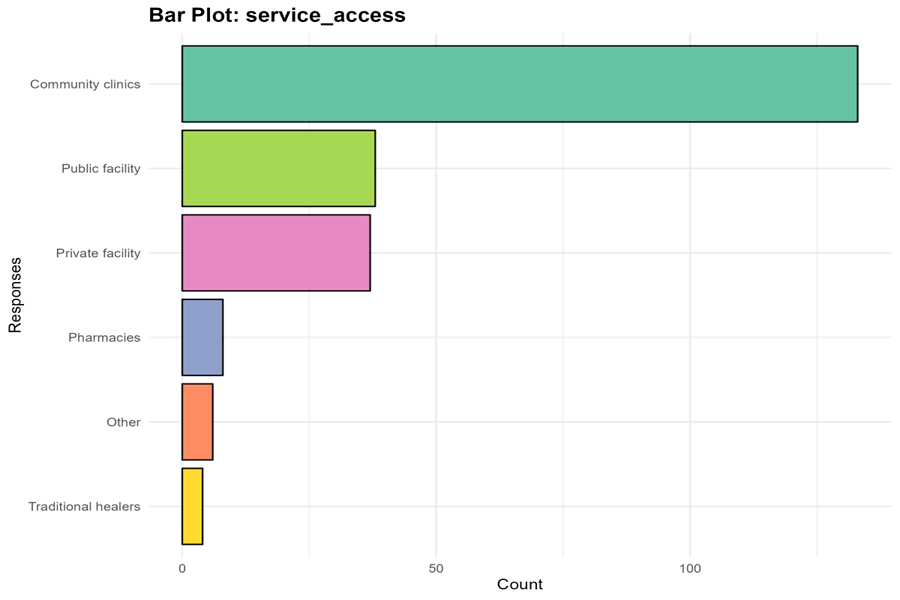 Bar Plot: service_access
Community clinics
Public facility
Private facility
Pharmacies
Other
Traditional healers
Responses
0
50
100
Count